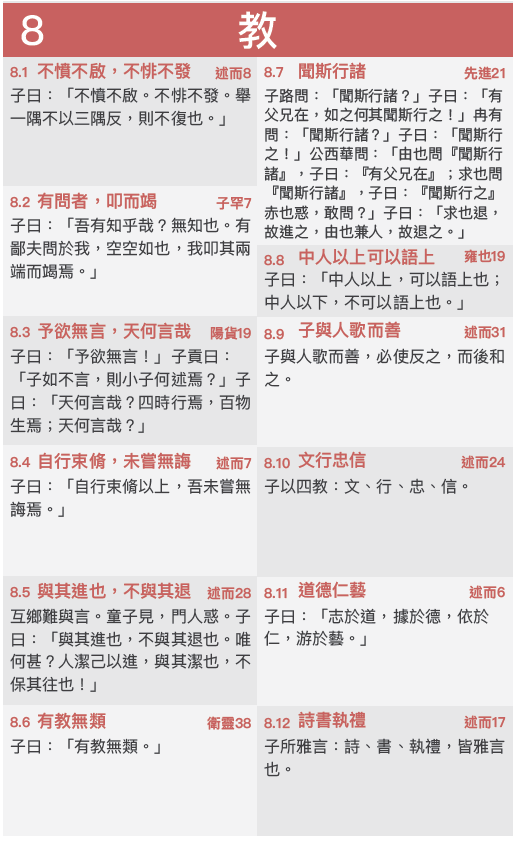 8 教
8.1 不憤不啟，不悱不發 述而8
子曰：「不憤不啟。不悱不發。舉
一隅不以三隅反，則不復也。」
8.2 有問者，叩而竭 子罕7
子曰：「吾有知乎哉？無知也。有
鄙夫問於我，空空如也，我叩其兩
端而竭焉。」
8.3 予欲無言，天何言哉 陽貨19
子曰：「予欲無言！」子貢曰：
「子如不言，則小子何述焉？」子
曰：「天何言哉？四時行焉，百物
生焉；天何言哉？」
8.4 自行束脩，未嘗無誨 述而7
子曰：「自行束脩以上，吾未嘗無
誨焉。」
8.5 與其進也，不與其退 述而28
互鄉難與言。童子見，門人惑。子
曰：「與其進也，不與其退也。唯
何甚？人潔己以進，與其潔也，不
保其往也！」
8.6 有教無類 衛靈38
子曰：「有教無類。」
8.7 聞斯行諸 先進21
子路問：「聞斯行諸？」子曰：「有
父兄在，如之何其聞斯行之！」冉有
問：「聞斯行諸？」子曰：「聞斯行
之！」公西華問：「由也問『聞斯行
諸』，子曰：『有父兄在』；求也問
『聞斯行諸』，子曰：『聞斯行之』
赤也惑，敢問？」子曰：「求也退，
故進之，由也兼人，故退之。」
8.8 中人以上可以語上 雍也19
子曰：「中人以上，可以語上也；
中人以下，不可以語上也。」
8.9 子與人歌而善 述而31
子與人歌而善，必使反之，而後和
之。
8.10 文行忠信 述而24
子以四教：文、行、忠、信。
8.11 道德仁藝 述而6
子曰：「志於道，據於德，依於
仁，游於藝。」
8.12 詩書執禮 述而17
子所雅言：詩、書、執禮，皆雅言
也。